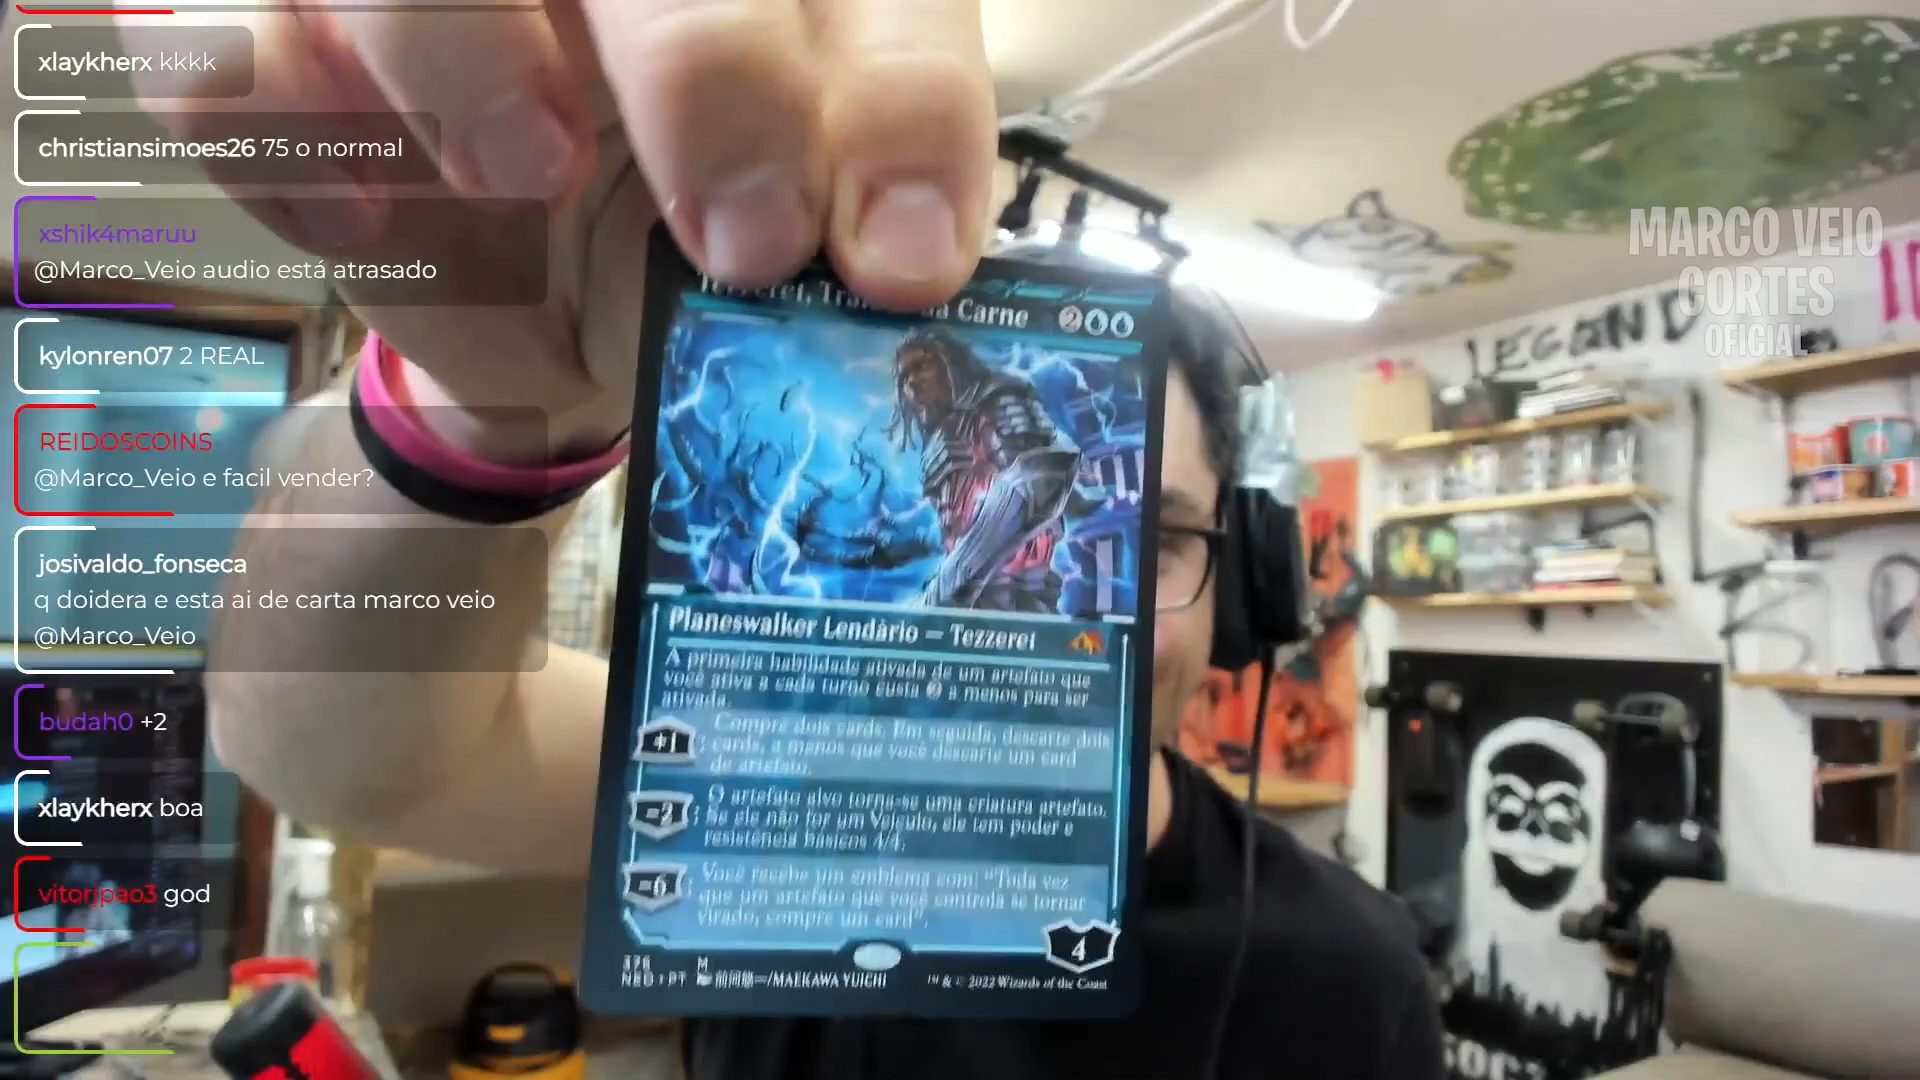 xlaykherx kkkk
christiansimoes26 75 o normal
xshik4maruu
@Marco_Veio audio está atrasado
kylonren07 2 REAL
REIDOSCOINS
@Marco_Veio e facil vender?
josivaldo_fonseca
q doidera e esta ai de carta marco veio
@Marco_Veio
budah0 +2
xlaykherx boa
vitorjpao3 god
Tezzeret, da Carne 2
Planeswalker Lendário — Tezzeret
A primeira habilidade ativada de um artefato que
você ativa a cada turno custa 2 a menos para ser
ativada.
+1: Compre dois cards. Em seguida, descarte dois
cards, a menos que você descarte um card
de artefato.
-2: O artefato alvo torna-se uma criatura artefato.
Se ele não for um Veículo, ele tem poder e
resistência básicos 4/4.
-6: Você recebe um emblema com: "Toda vez
que um artefato que você controla se tornar
virado, compre um card".
4
M
NEO • PT /MAEKAWA YUICHI
™ & © 2022 Wizards of the Coast
MARCO VEIO
CORTES
OFICIAL
LEGAND